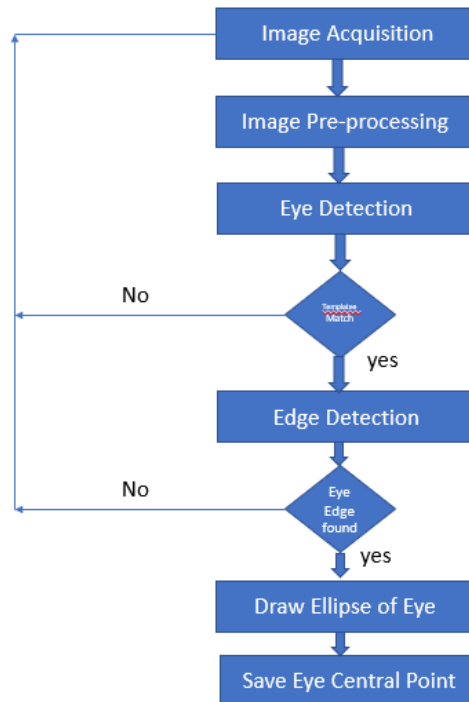 Image Acquisition
Image Pre-processing
Eye Detection
No
Match
yes
Edge Detection
No
Eye
Edge
found
yes
Draw Ellipse of Eye
Save Eye Central Point